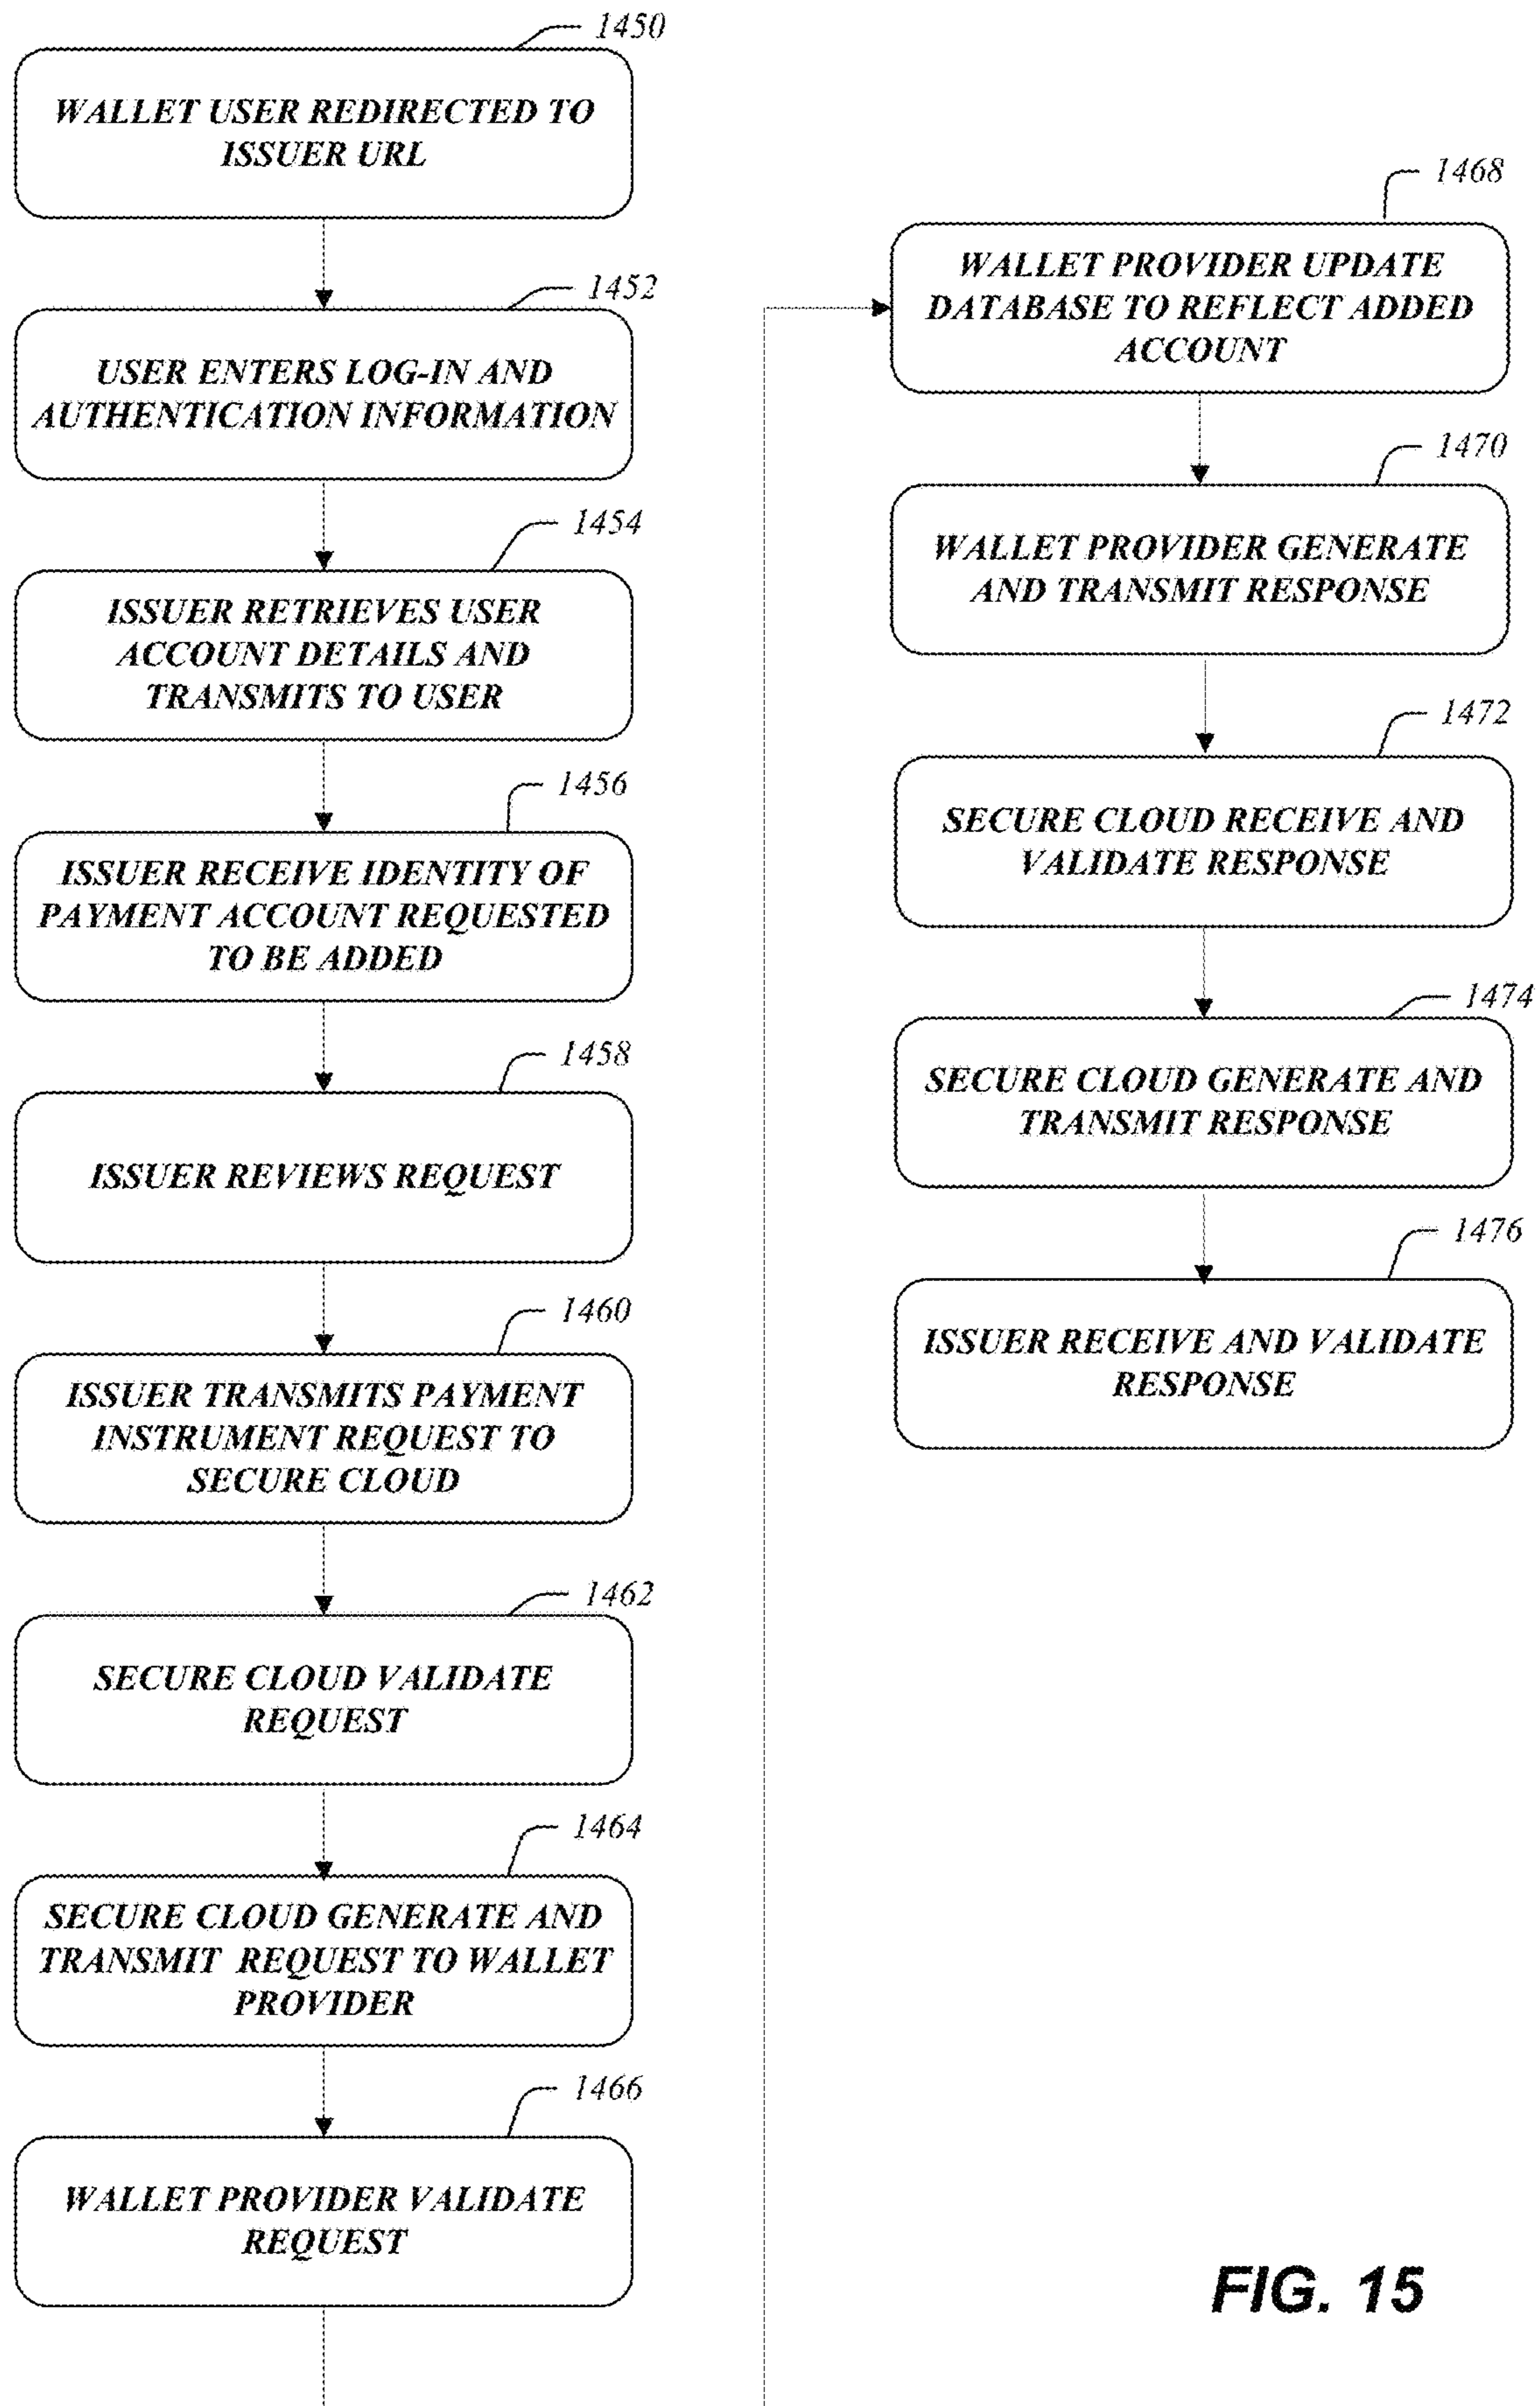 1450
WALLET USER REDIRECTED TO
ISSUER URL
1452
USER ENTERS LOG-IN AND
AUTHENTICATION INFORMATION
1454
ISSUER RETRIEVES USER
ACCOUNT DETAILS AND
TRANSMITS TO USER
1456
ISSUER RECEIVE IDENTITY OF
PAYMENT ACCOUNT REQUESTED
TO BE ADDED
1458
ISSUER REVIEWS REQUEST
1460
ISSUER TRANSMITS PAYMENT
INSTRUMENT REQUEST TO
SECURE CLOUD
1462
SECURE CLOUD VALIDATE
REQUEST
1464
SECURE CLOUD GENERATE AND
TRANSMIT REQUEST TO WALLET
PROVIDER
1466
WALLET PROVIDER VALIDATE
REQUEST
1468
WALLET PROVIDER UPDATE
DATABASE TO REFLECT ADDED
ACCOUNT
1470
WALLET PROVIDER GENERATE
AND TRANSMIT RESPONSE
1472
SECURE CLOUD RECEIVE AND
VALIDATE RESPONSE
1474
SECURE CLOUD GENERATE AND
TRANSMIT RESPONSE
1476
ISSUER RECEIVE AND VALIDATE
RESPONSE
FIG. 15